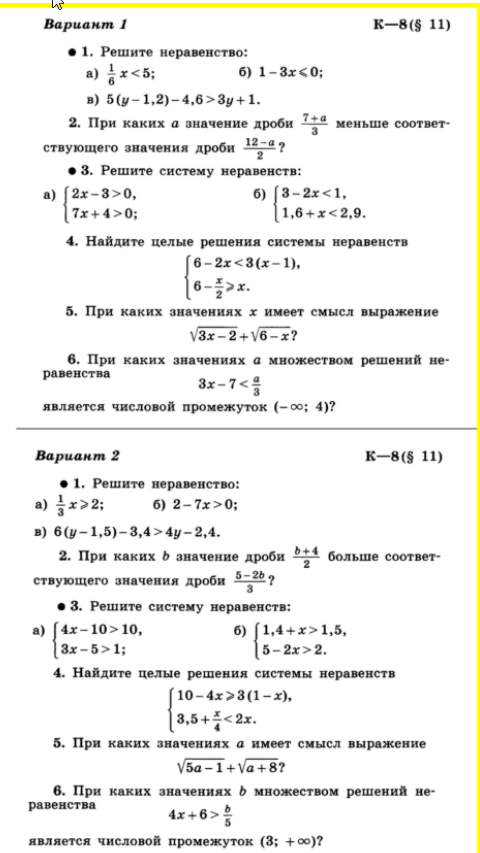 Вариант 1 К—8(§ 11)
• 1. Решите неравенство:
а) 1/6 x < 5; б) 1 − 3x ⩽ 0;
в) 5(y − 1,2) − 4,6 > 3y + 1.
2. При каких a значение дроби (7+a)/3 меньше соответ-
ствующего значения дроби (12−a)/2?
• 3. Решите систему неравенств:
а) { 2x − 3 > 0, б) { 3 − 2x < 1,
7x + 4 > 0; 1,6 + x < 2,9.
4. Найдите целые решения системы неравенств
{ 6 − 2x < 3(x − 1),
6 − x/2 ⩾ x.
5. При каких значениях x имеет смысл выражение
√(3x − 2) + √(6 − x)?
6. При каких значениях a множеством решений не-
равенства
3x − 7 < a/3
является числовой промежуток (−∞; 4)?
Вариант 2 К—8(§ 11)
• 1. Решите неравенство:
а) 1/3 x ⩾ 2; б) 2 − 7x > 0;
в) 6(y − 1,5) − 3,4 > 4y − 2,4.
2. При каких b значение дроби (b+4)/2 больше соответ-
ствующего значения дроби (5−2b)/3?
• 3. Решите систему неравенств:
а) { 4x − 10 > 10, б) { 1,4 + x > 1,5,
3x − 5 > 1; 5 − 2x > 2.
4. Найдите целые решения системы неравенств
{ 10 − 4x ⩾ 3(1 − x),
3,5 + x/4 < 2x.
5. При каких значениях a имеет смысл выражение
√(5a − 1) + √(a + 8)?
6. При каких значениях b множеством решений не-
равенства
4x + 6 > b/5
является числовой промежуток (3; +∞)?